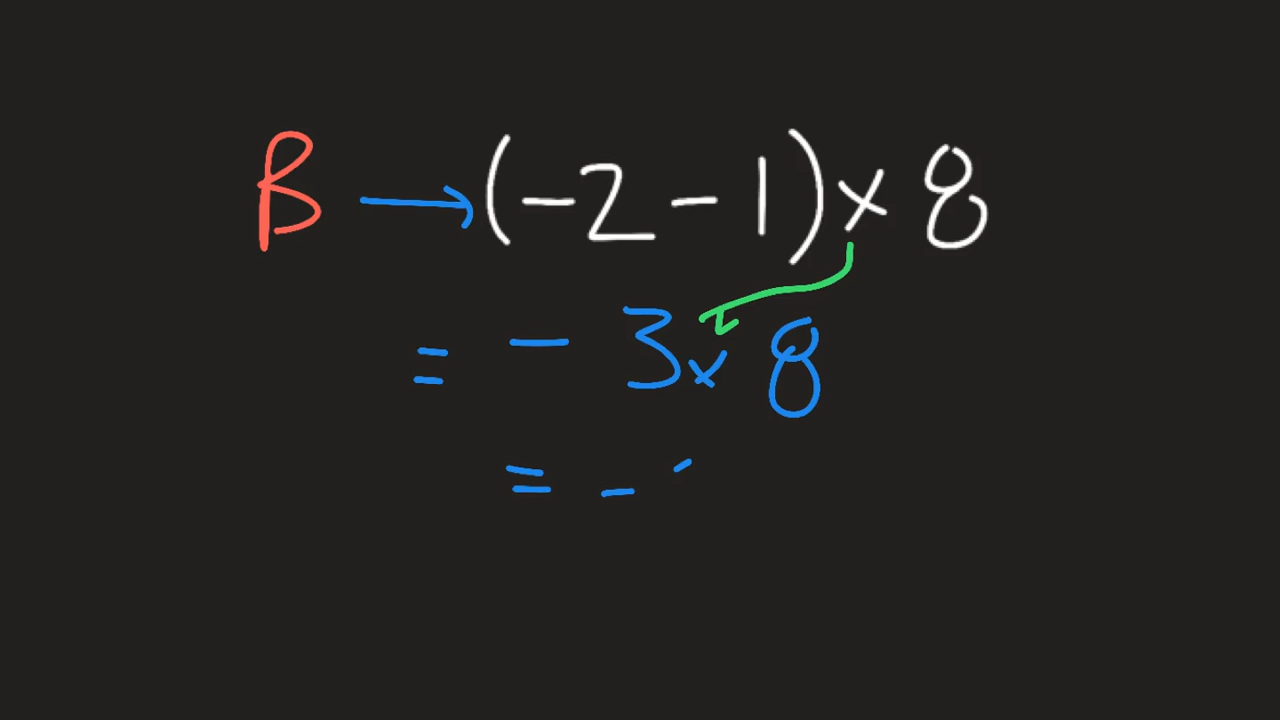 B → (-2 - 1) × 8
= - 3 × 8
= -